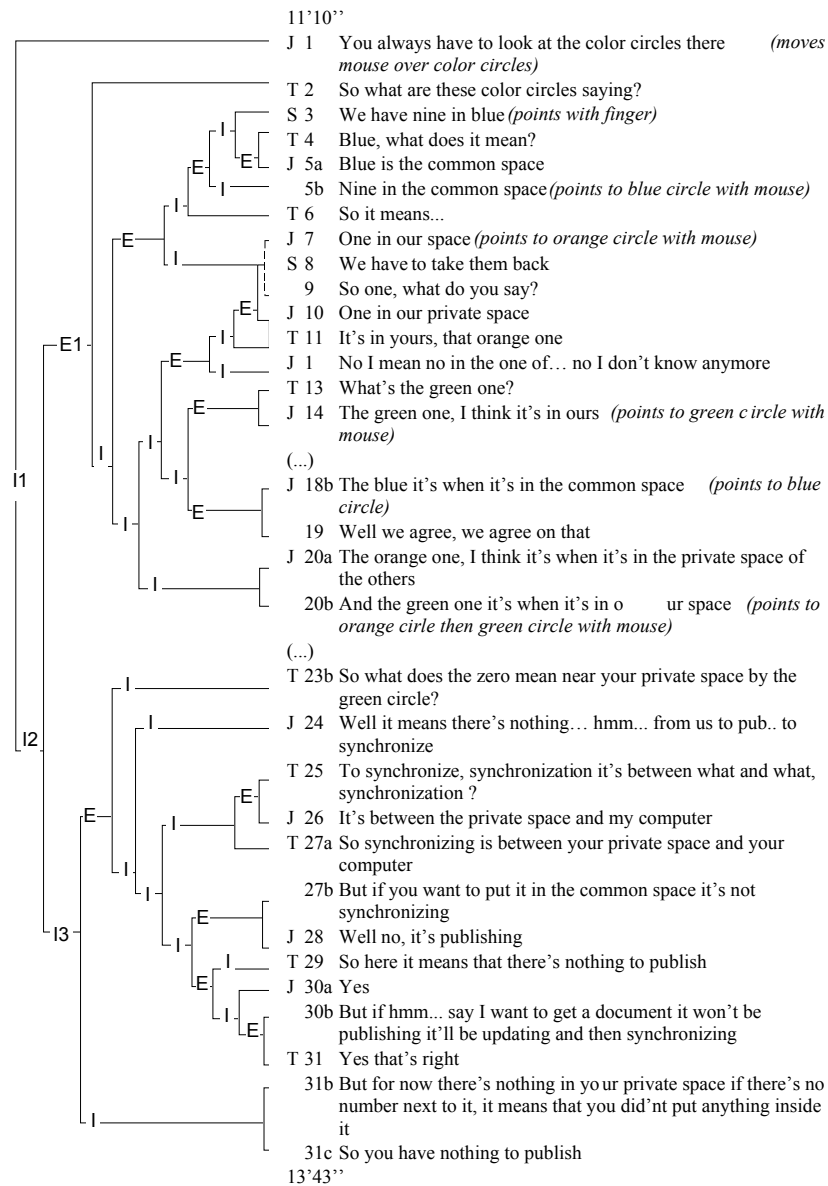 11’10’’
J 1 You always have to look at the color circles there (moves
mouse over color circles)
T 2 So what are these color circles saying?
S 3 We have nine in blue (points with finger)
I
T 4 Blue, what does it mean?
E
E
J 5a Blue is the common space
I
5b Nine in the common space (points to blue circle with mouse)
I
T 6 So it means...
E
J 7 One in our space (points to orange circle with mouse)
I
S 8 We have to take them back
9 So one, what do you say?
E
J 10 One in our private space
I
T 11 It’s in yours, that orange one
E1
E
J 1 No I mean no in the one of… no I don’t know anymore
I
T 13 What’s the green one?
E
J 14 The green one, I think it’s in ours (points to green c ircle with
mouse)
I
I
(...)
I1
I
J 18b The blue it’s when it’s in the common space (points to blue
circle)
E
I
19 Well we agree, we agree on that
J 20a The orange one, I think it’s when it’s in the private space of
the others
I
20b And the green one it’s when it’s in o ur space (points to
orange cirle then green circle with mouse)
(...)
I
T 23b So what does the zero mean near your private space by the
green circle?
I2
I
J 24 Well it means there’s nothing… hmm... from us to pub.. to
synchronize
T 25 To synchronize, synchronization it’s between what and what,
synchronization ?
E
E
I
J 26 It’s between the private space and my computer
T 27a So synchronizing is between your private space and your
computer
I
I
27b But if you want to put it in the common space it’s not
synchronizing
E
I3
I
J 28 Well no, it’s publishing
I
T 29 So here it means that there’s nothing to publish
E
J 30a Yes
I
E
30b But if hmm... say I want to get a document it won’t be
publishing it’ll be updating and then synchronizing
T 31 Yes that’s right
31b But for now there’s nothing in yo ur private space if there’s no
number next to it, it means that you did’nt put anything inside
it
I
31c So you have nothing to publish
13’43’’